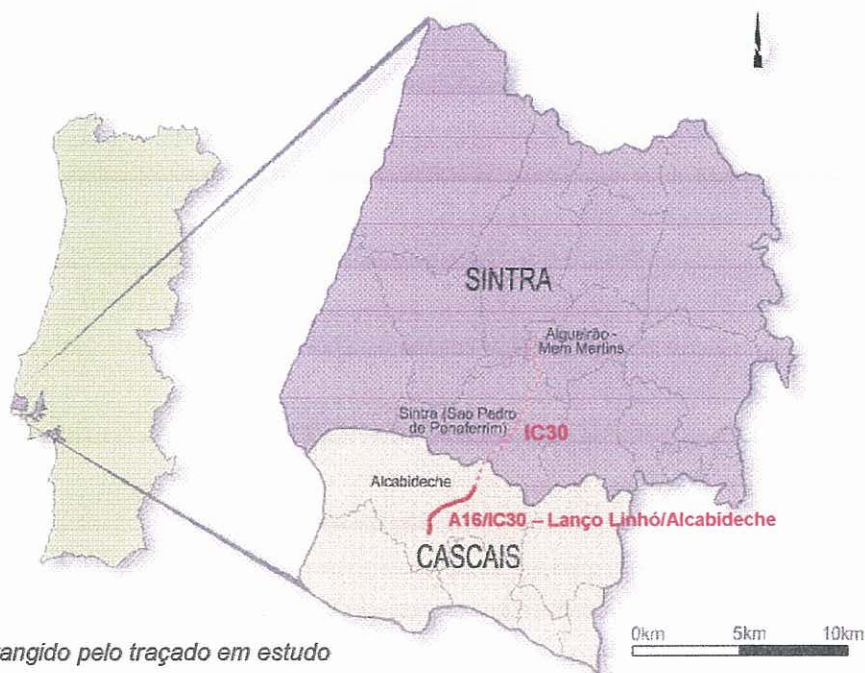 SINTRA
Algueirão -
Mem Martins
Sintra (Sao Pedro
de Penaferrim)
IC30
Alcabideche
A16/IC30 – Lanço Linhó/Alcabideche
CASCAIS
0km 5km 10km
angido pelo traçado em estudo